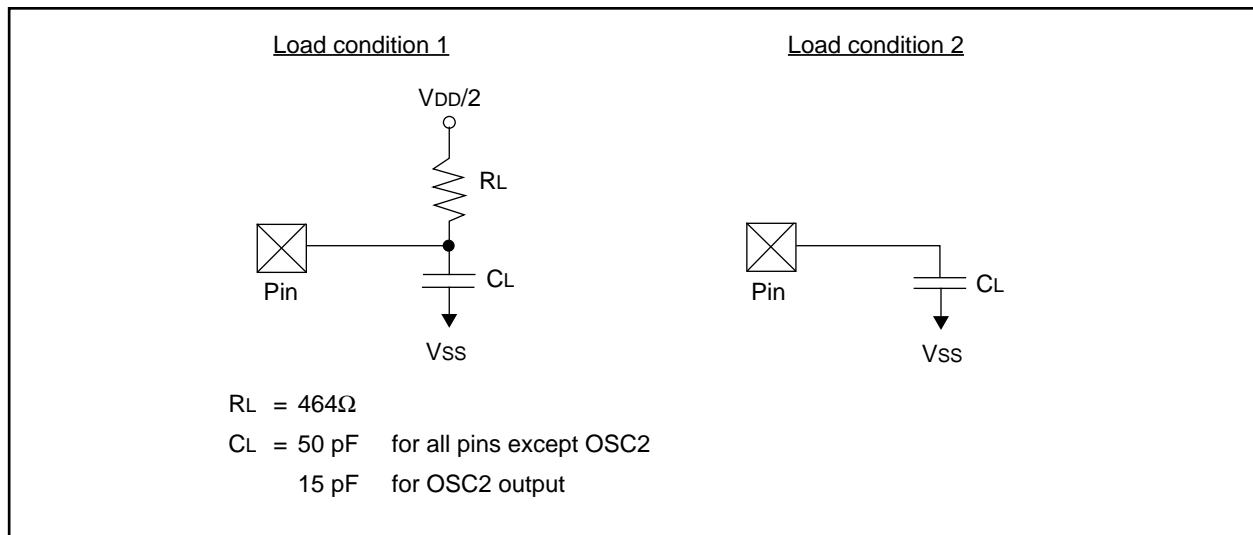 Load condition 1
VDD/2
RL
Pin
CL
VSS
Load condition 2
Pin
CL
VSS
RL = 464Ω
CL = 50 pF for all pins except OSC2
15 pF for OSC2 output